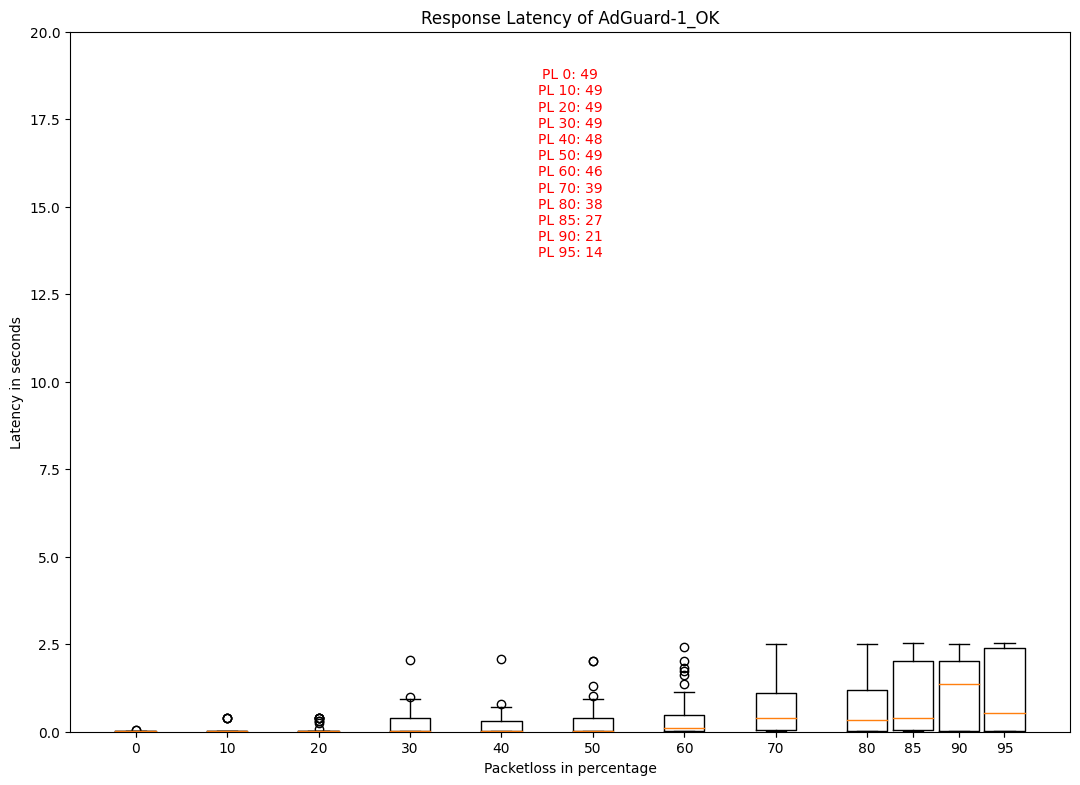 Response Latency of AdGuard-1_OK
20.0
17.5
15.0
12.5
10.0
7.5
5.0
2.5
0.0
Latency in seconds
PL 0: 49
PL 10: 49
PL 20: 49
PL 30: 49
PL 40: 48
PL 50: 49
PL 60: 46
PL 70: 39
PL 80: 38
PL 85: 27
PL 90: 21
PL 95: 14
0 10 20 30 40 50 60 70 80 85 90 95
Packetloss in percentage